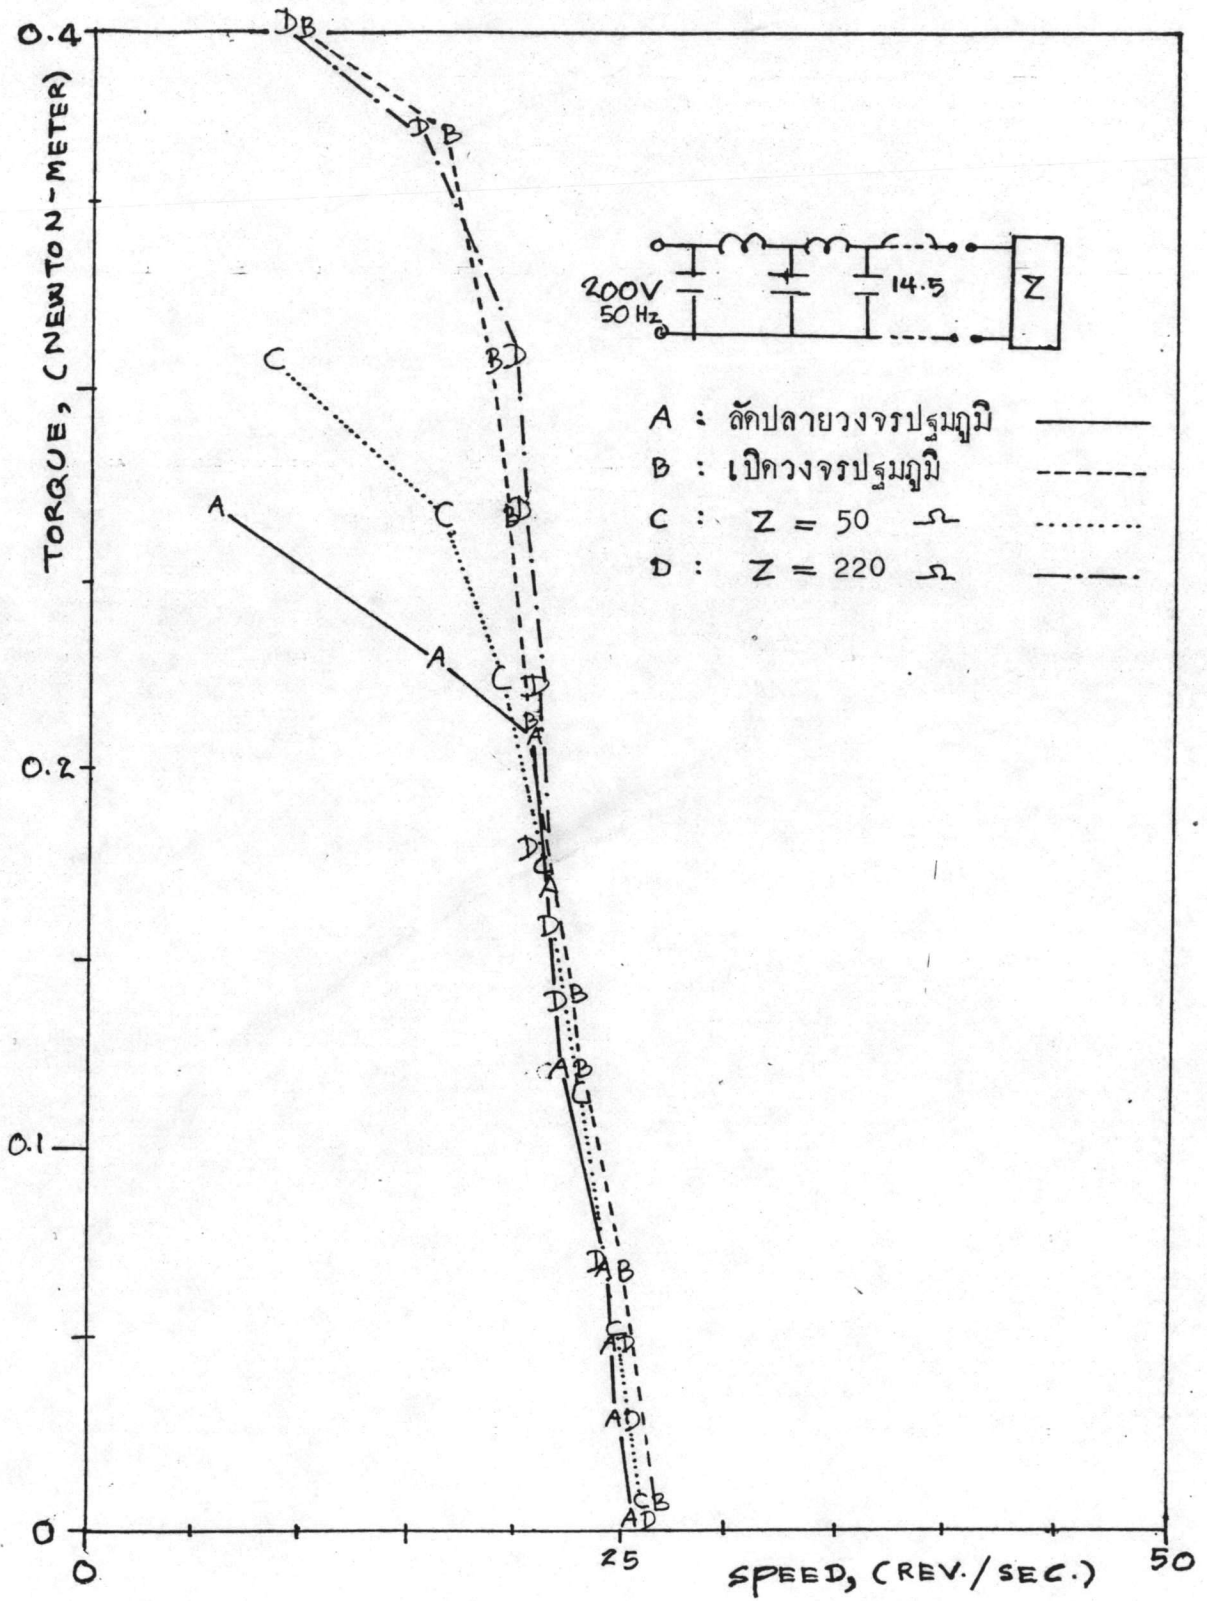 0.4
TORQUE, (NEWTON-METER)
0.2
0.1
0
0
25
50
SPEED, (REV./SEC.)
200V
50 Hz
14.5
Z
A : ลัดปลายวงจรปฐมภูมิ
B : เปิดวงจรปฐมภูมิ
C : Z = 50 Ω
D : Z = 220 Ω
D B
D B
B D
C
B D
A C
A C D
B
A
D
C
A
D
D B
A B
C
D A B
C
A D
A D
C B
A D